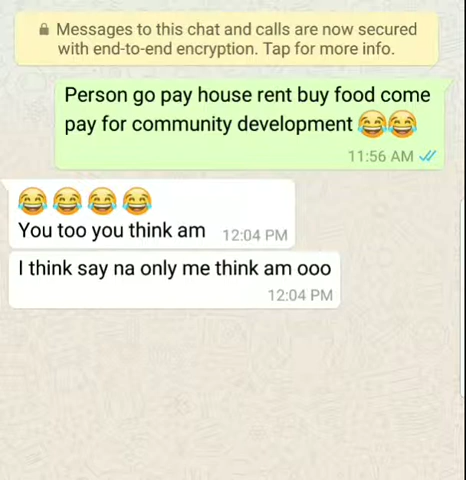 🔒 Messages to this chat and calls are now secured
with end-to-end encryption. Tap for more info.
Person go pay house rent buy food come
pay for community development 😂😂
11:56 AM
😂😂😂😂
You too you think am 12:04 PM
I think say na only me think am ooo
12:04 PM